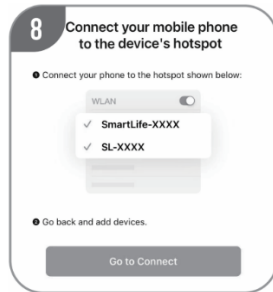 8
Connect your mobile phone
to the device's hotspot
❶ Connect your phone to the hotspot shown below:
WLAN
✓ SmartLife-XXXX
✓ SL-XXXX
❷ Go back and add devices.
Go to Connect